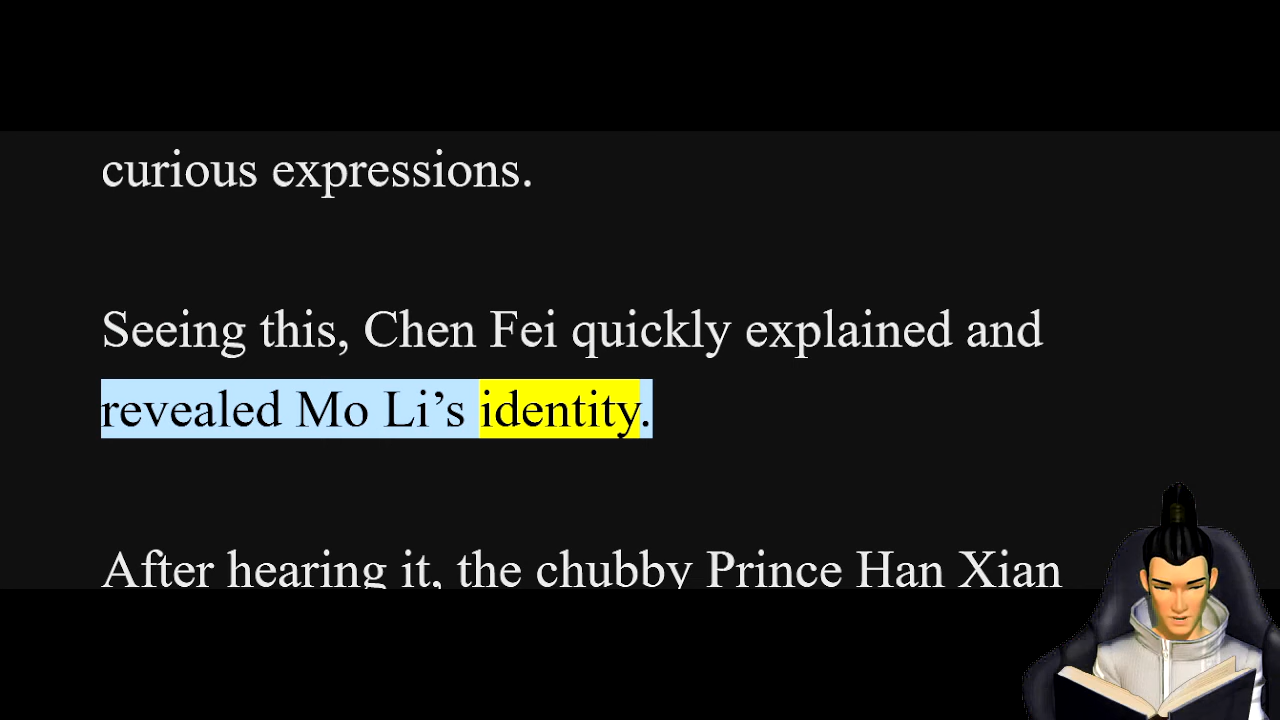 curious expressions.
Seeing this, Chen Fei quickly explained and
revealed Mo Li’s identity.
After hearing it, the chubby Prince Han Xian